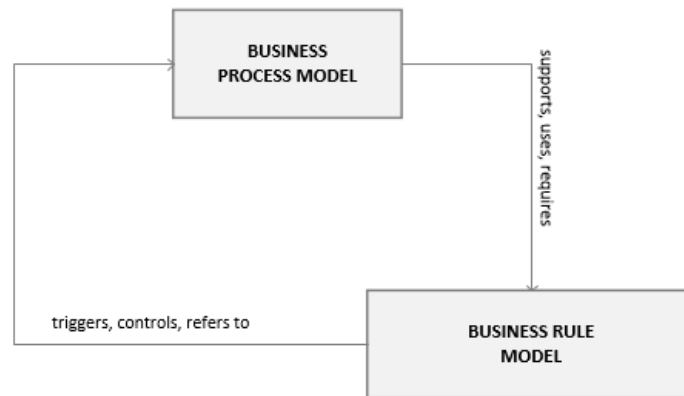 BUSINESS
PROCESS MODEL
supports, uses, requires
triggers, controls, refers to
BUSINESS RULE
MODEL